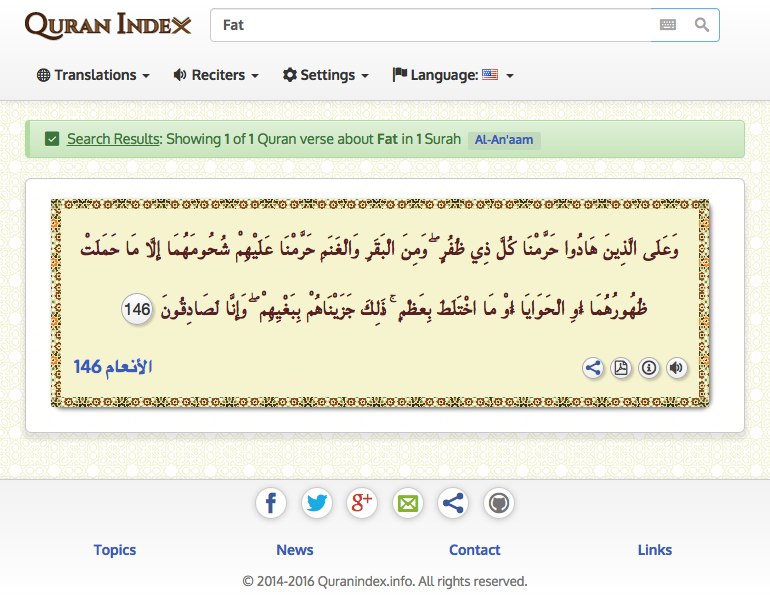 QURAN INDEX
Fat
Translations Reciters Settings Language:
Search Results: Showing 1 of 1 Quran verse about Fat in 1 Surah Al-An'aam
وَعَلَى الَّذِينَ هَادُوا حَرَّمْنَا كُلَّ ذِي ظُفُرٍ ۖ وَمِنَ الْبَقَرِ وَالْغَنَمِ حَرَّمْنَا عَلَيْهِمْ شُحُومَهُمَا إِلَّا مَا حَمَلَتْ
ظُهُورُهُمَا أَوِ الْحَوَايَا أَوْ مَا اخْتَلَطَ بِعَظْمٍ ۚ ذَٰلِكَ جَزَيْنَاهُمْ بِبَغْيِهِمْ ۖ وَإِنَّا لَصَادِقُونَ 146
الأنعام 146
f g+
Topics News Contact Links
© 2014-2016 Quranindex.info. All rights reserved.